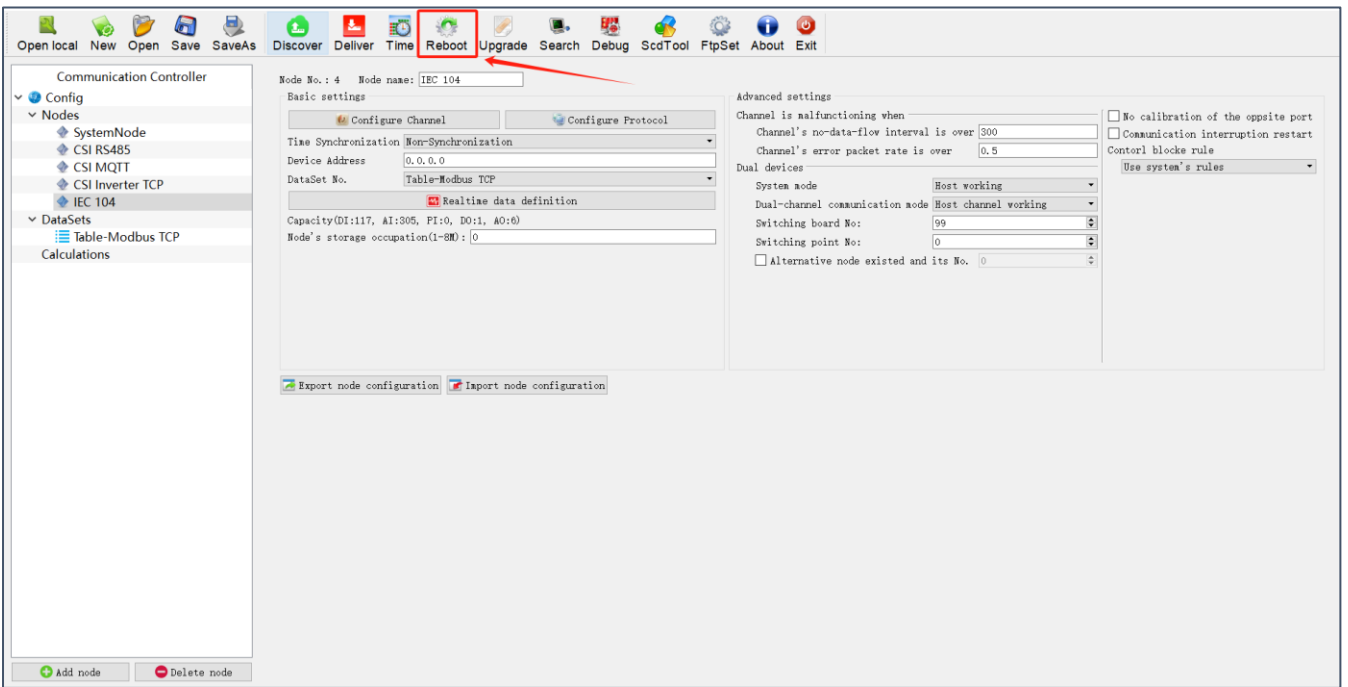 Open local New Open Save SaveAs Discover Deliver Time Reboot Upgrade Search Debug ScdTool FtpSet About Exit
Communication Controller
Config
Nodes
SystemNode
CSI RS485
CSI MQTT
CSI Inverter TCP
IEC 104
DataSets
Table-Modbus TCP
Calculations
Add node Delete node
Node No.: 4 Node name: IEC 104
Basic settings
Configure Channel Configure Protocol
Time Synchronization Non-Synchronization
Device Address 0.0.0.0
DataSet No. Table-Modbus TCP
Realtime data definition
Capacity(DI:117, AI:305, PI:0, DO:1, AO:6)
Node's storage occupation(1-8M): 0
Export node configuration Import node configuration
Advanced settings
Channel is malfunctioning when
Channel's no-data-flow interval is over 300
Channel's error packet rate is over 0.5
Dual devices
System mode Host working
Dual-channel communication mode Host channel working
Switching board No: 99
Switching point No: 0
Alternative node existed and its No. 0
No calibration of the oppsite port
Communication interruption restart
Contorl blocke rule
Use system's rules